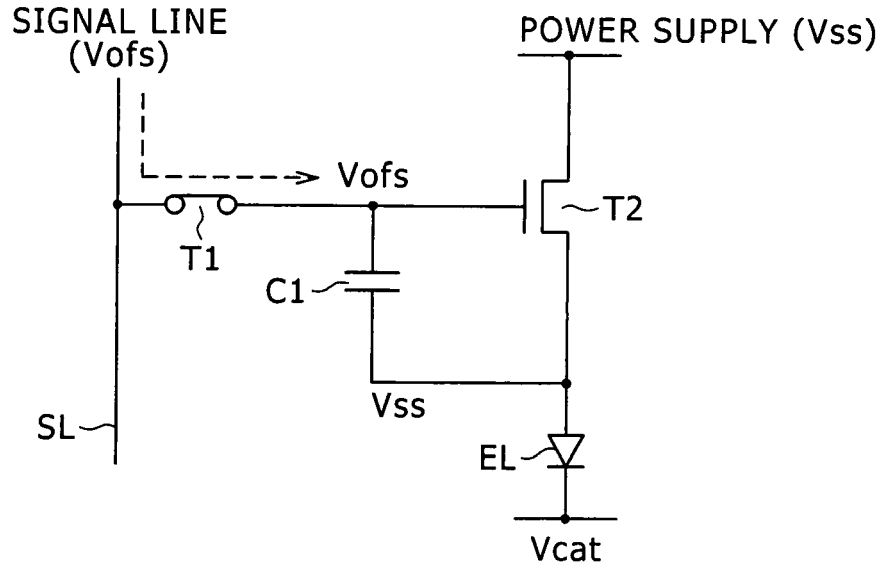 SIGNAL LINE
(Vofs)
POWER SUPPLY (Vss)
Vofs
T1
T2
C1
Vss
SL
EL
Vcat